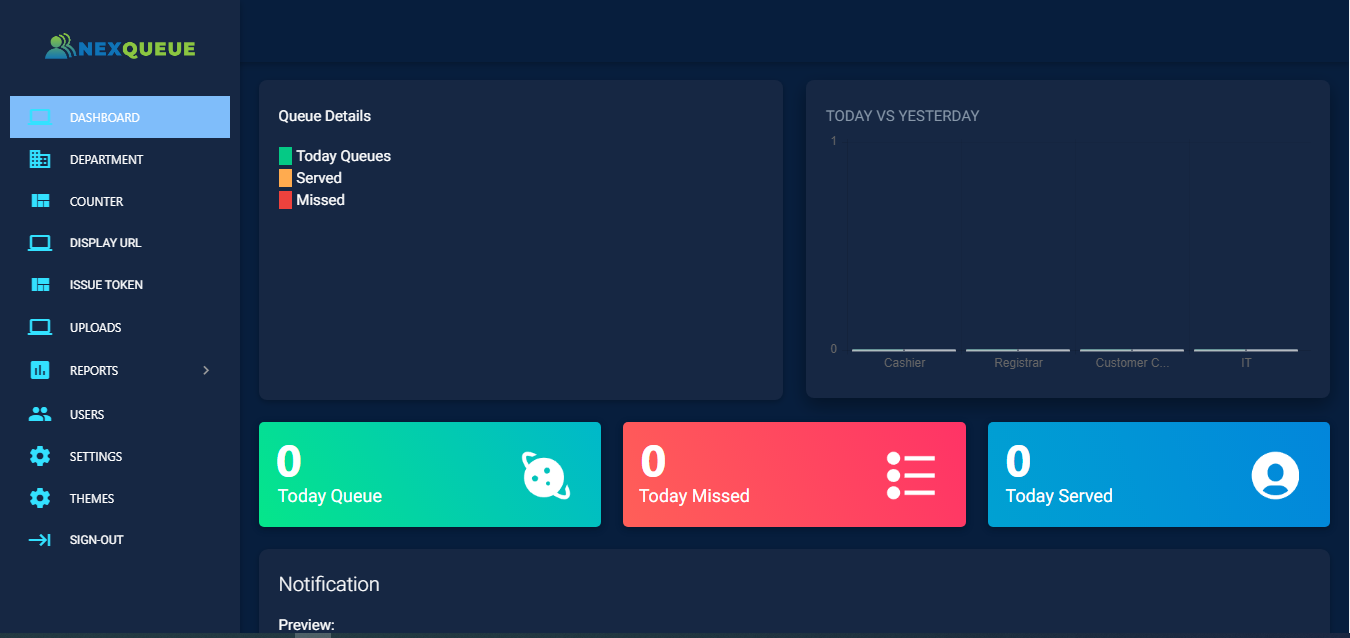 NEXQUEUE
DASHBOARD
DEPARTMENT
COUNTER
DISPLAY URL
ISSUE TOKEN
UPLOADS
REPORTS
USERS
SETTINGS
THEMES
SIGN-OUT
Queue Details
Today Queues
Served
Missed
TODAY VS YESTERDAY
1
0
Cashier Registrar Customer C... IT
0
Today Queue
0
Today Missed
0
Today Served
Notification
Preview: